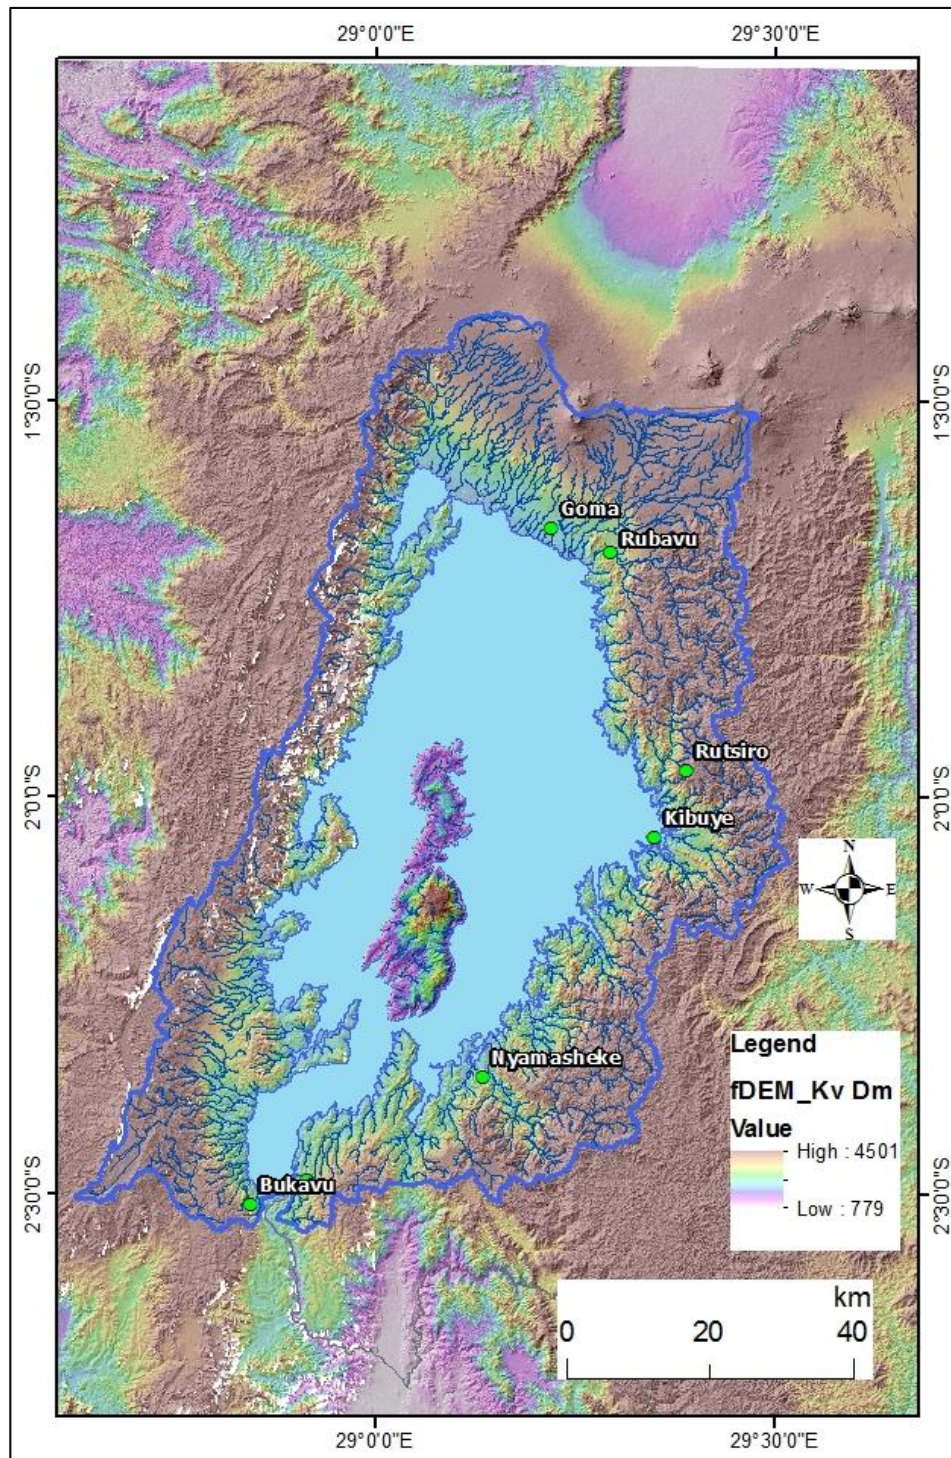 29°0'0"E 29°30'0"E
1°30'0"S 1°30'0"S
Goma
Rubavu
Rutsiro
2°0'0"S 2°0'0"S
Kibuye
N
W E
S
Legend
Nyamasheke
fDEM_Kv Dm
Value
High : 4501
Low : 779
2°30'0"S 2°30'0"S
Bukavu
km
0 20 40
29°0'0"E 29°30'0"E